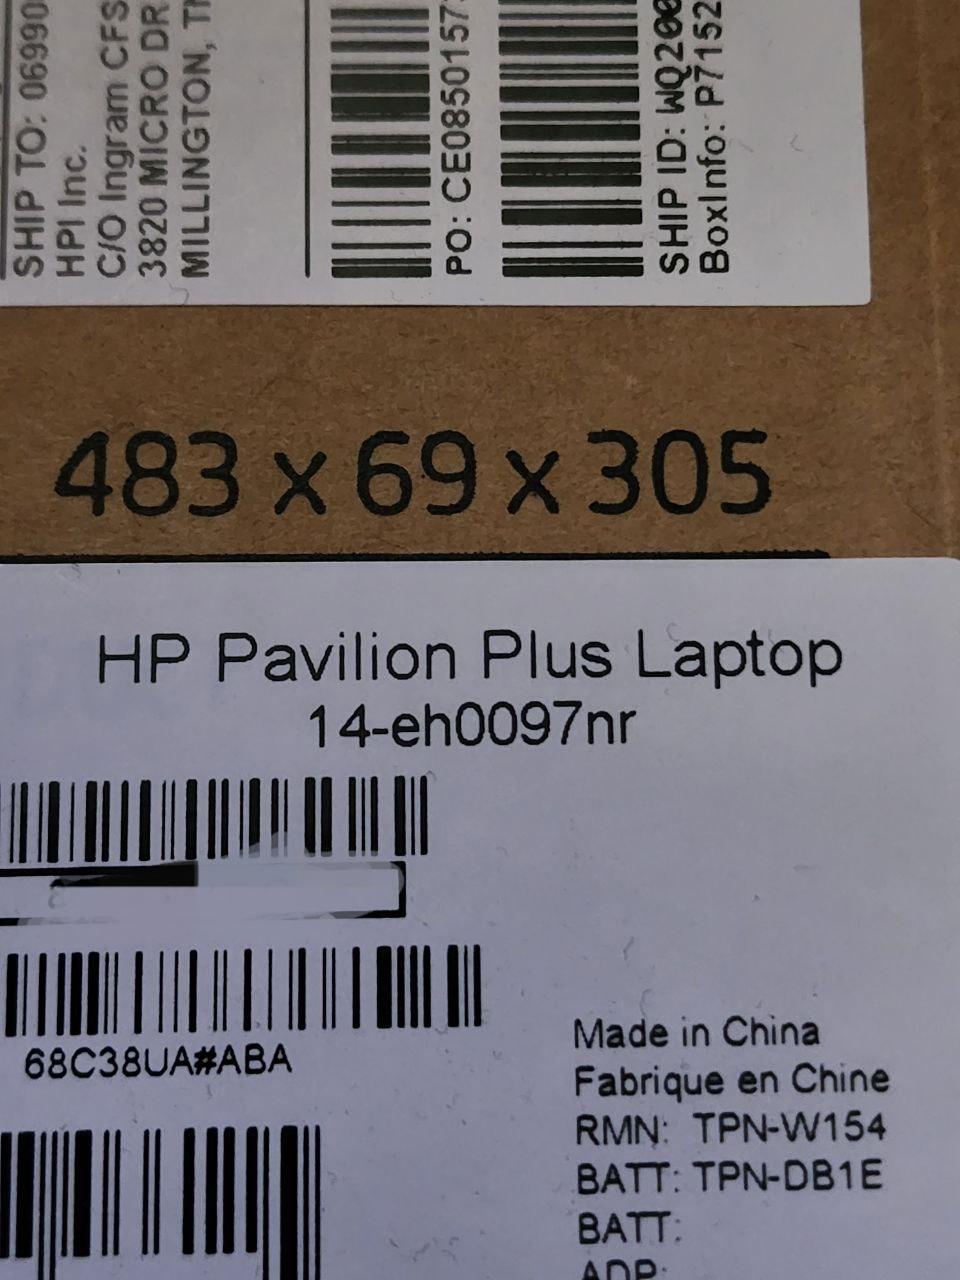 SHIP TO: 06990
HPI Inc.
C/O Ingram CFS
3820 MICRO DR
MILLINGTON,
PO: CE0850157
SHIP ID: WQ200
BoxInfo: P7152
483 x 69 x 305
HP Pavilion Plus Laptop
14-eh0097nr
68C38UA#ABA
Made in China
Fabrique en Chine
RMN: TPN-W154
BATT: TPN-DB1E
BATT:
ADP: